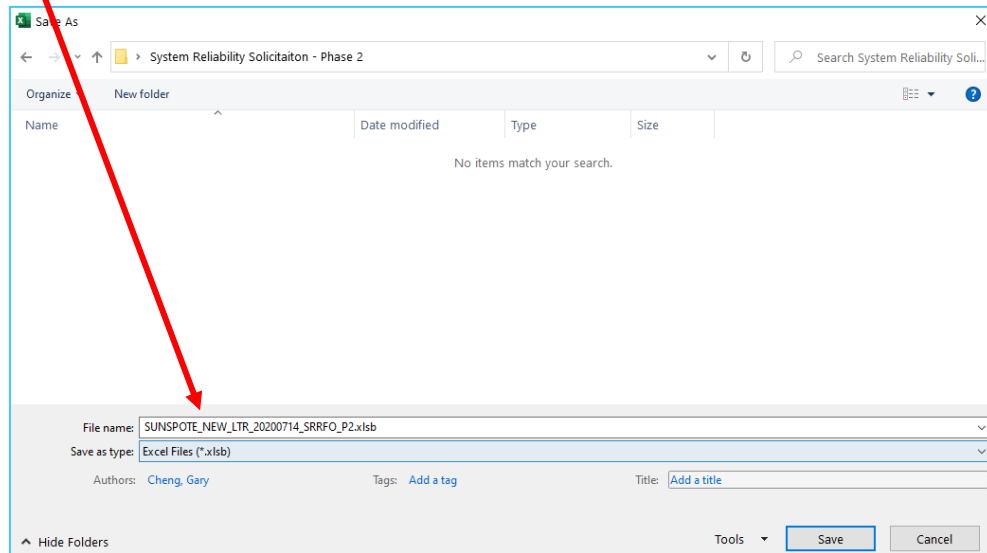 Save As
System Reliability Solicitaiton - Phase 2
Search System Reliability Soli...
Organize
New folder
Name
Date modified
Type
Size
No items match your search.
File name: SUNSPOTE_NEW_LTR_20200714_SRRFO_P2.xlsb
Save as type: Excel Files (*.xlsb)
Authors: Cheng, Gary
Tags: Add a tag
Title: Add a title
Hide Folders
Tools
Save
Cancel